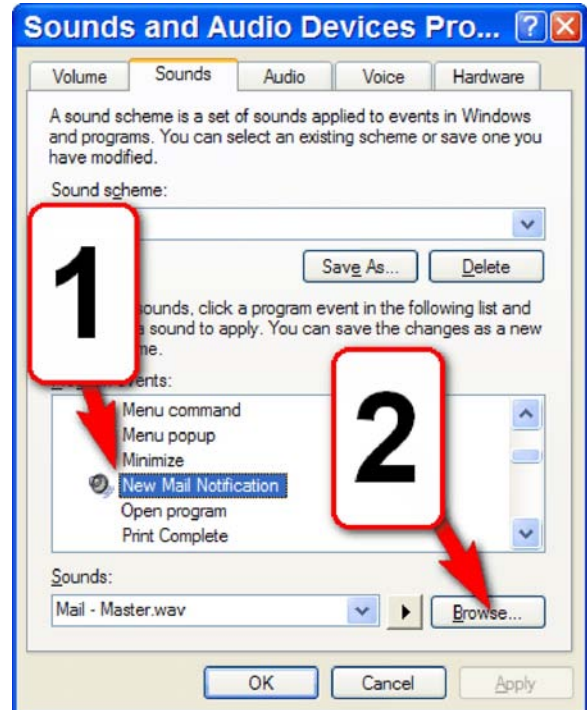 Sounds and Audio Devices Pro...
Volume Sounds Audio Voice Hardware
A sound scheme is a set of sounds applied to events in Windows
and programs. You can select an existing scheme or save one you
have modified.
Sound scheme:
1
Save As... Delete
sounds, click a program event in the following list and
a sound to apply. You can save the changes as a new
2
Menu command
Menu popup
Minimize
New Mail Notification
Open program
Print Complete
Sounds:
Mail - Master.wav Browse...
OK Cancel Apply